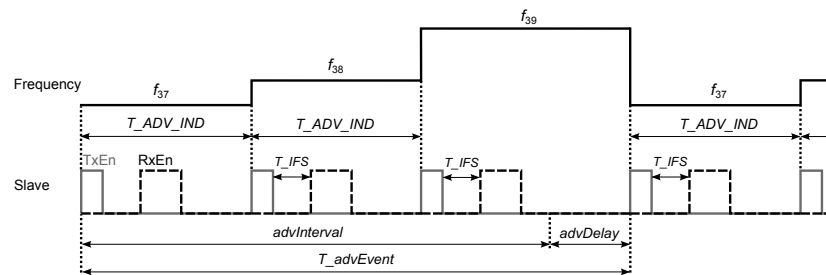 f39
f38
Frequency
f37
f37
T_ADV_IND
T_ADV_IND
T_ADV_IND
TxEn
RxEn
T_IFS
T_IFS
T_IFS
Slave
advInterval
advDelay
T_advEvent